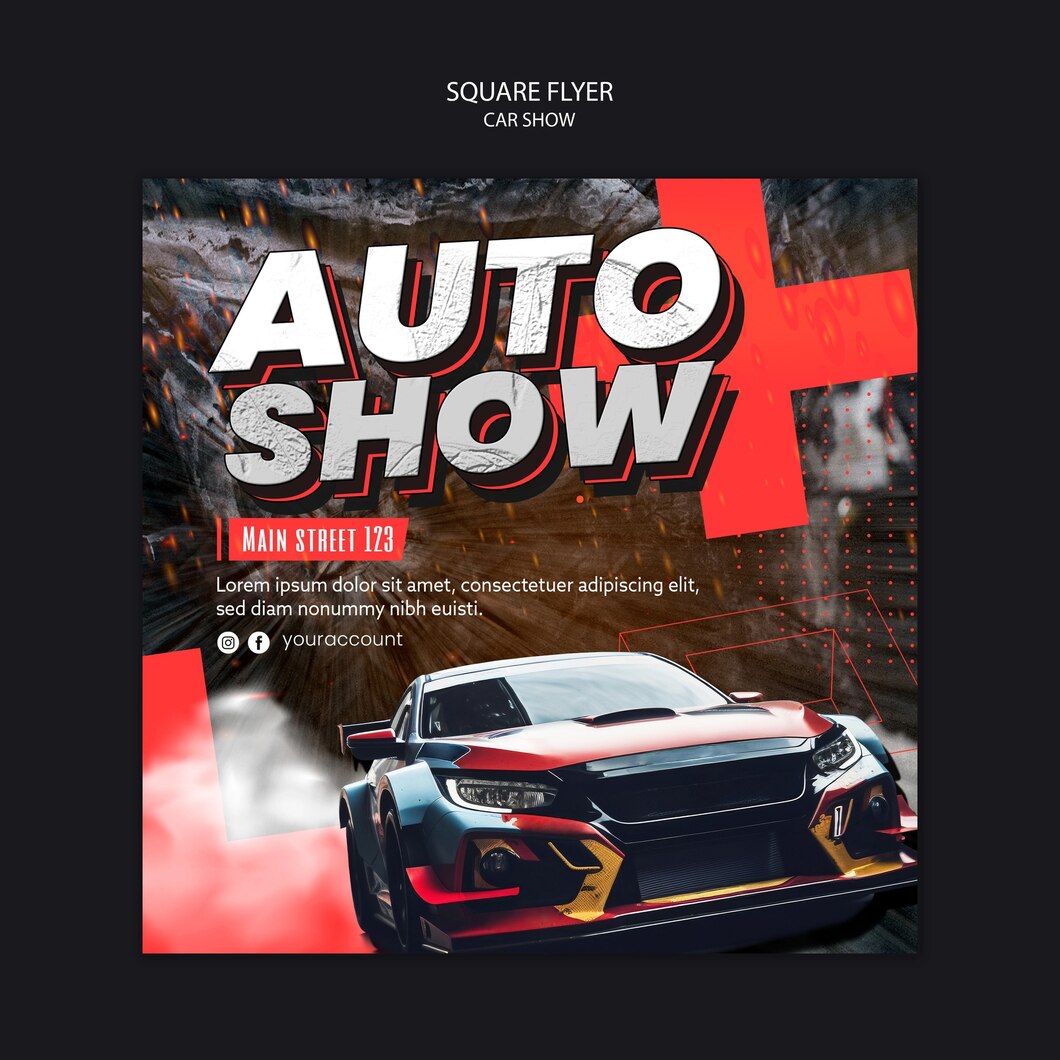 SQUARE FLYER
CAR SHOW
AUTO
SHOW
MAIN STREET 123
Lorem ipsum dolor sit amet, consectetuer adipiscing elit,
sed diam nonummy nibh euisti.
youraccount